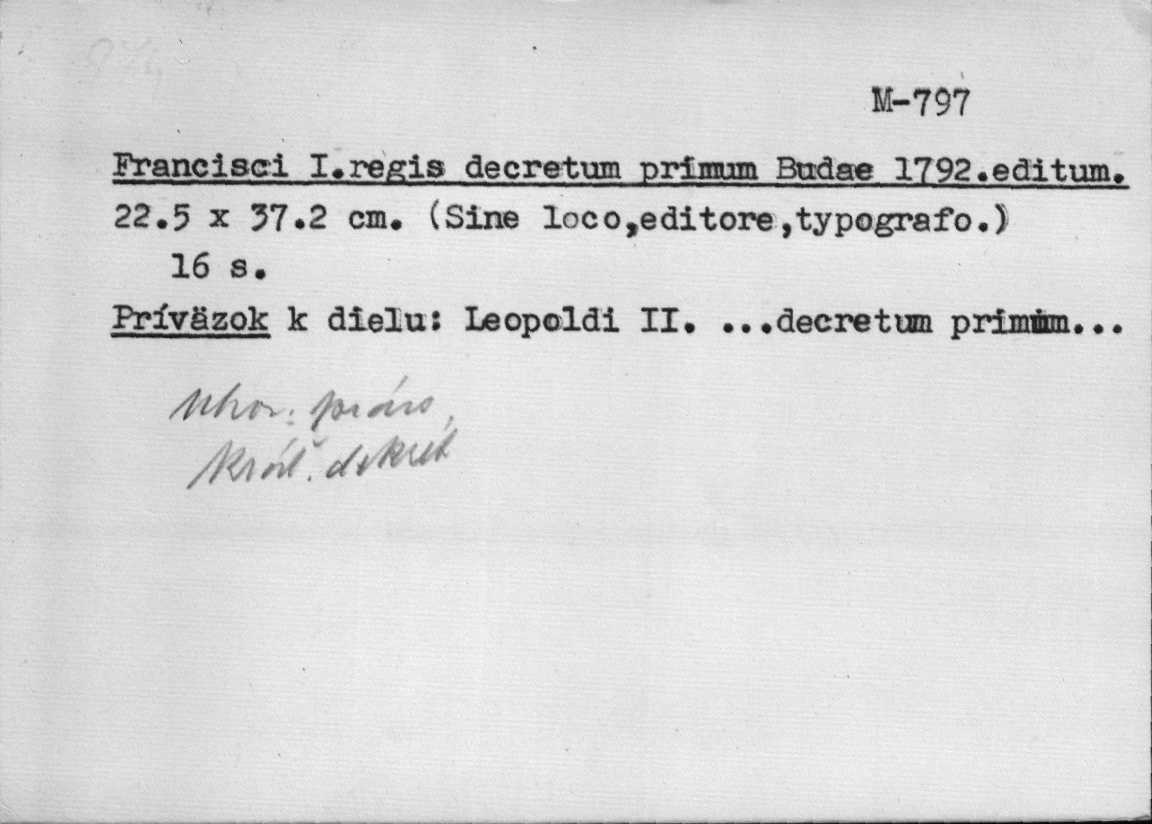 M-797
Francisci I.regis decretum primum Budae 1792.editum.
22.5 x 37.2 cm. (Sine loco,editore,typografo.)
16 s.
Príväzok k dielu: Leopoldi II. ...decretum primum...
Uhor. právo,
Kráľ. dekrét